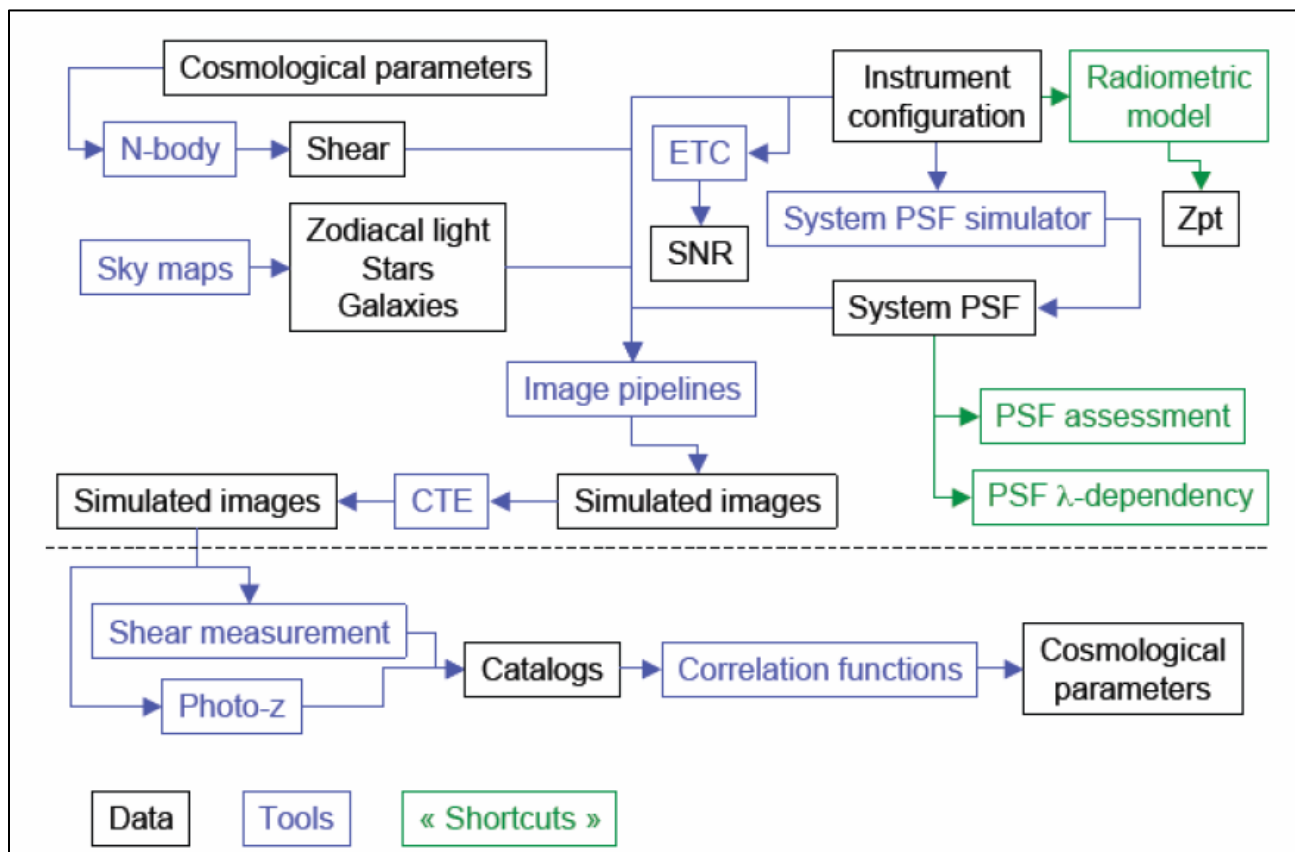 Cosmological parameters
Instrument
configuration
Radiometric
model
N-body
Shear
ETC
System PSF simulator
Zpt
Sky maps
Zodiacal light
Stars
Galaxies
SNR
System PSF
Image pipelines
PSF assessment
Simulated images
CTE
Simulated images
PSF λ-dependency
Shear measurement
Photo-z
Catalogs
Correlation functions
Cosmological
parameters
Data
Tools
« Shortcuts »